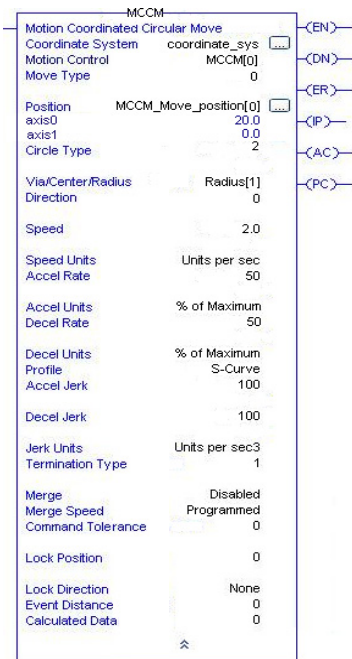 MCCM
Motion Coordinated Circular Move
Coordinate System coordinate_sys ...
Motion Control MCCM[0]
Move Type 0
Position MCCM_Move_position[0] ...
axis0 20.0
axis1 0.0
Circle Type 2
Via/Center/Radius Radius[1]
Direction 0
Speed 2.0
Speed Units Units per sec
Accel Rate 50
Accel Units % of Maximum
Decel Rate 50
Decel Units % of Maximum
Profile S-Curve
Accel Jerk 100
Decel Jerk 100
Jerk Units Units per sec3
Termination Type 1
Merge Disabled
Merge Speed Programmed
Command Tolerance 0
Lock Position 0
Lock Direction None
Event Distance 0
Calculated Data 0
(EN)
(DN)
(ER)
(IP)
(AC)
(PC)